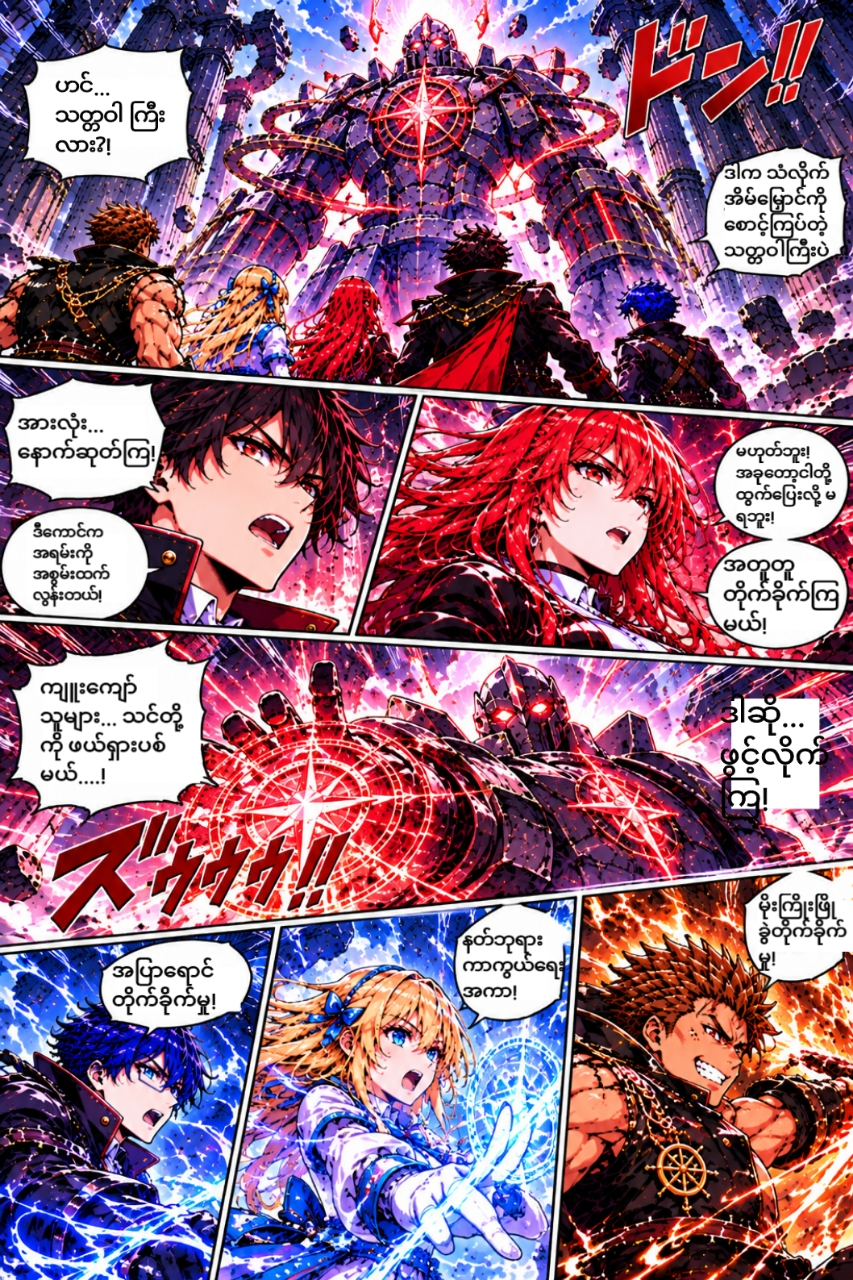 ဟင်...
သတ္တဝါ ကြီး
လား?!
ドン!!
ဒါက သံလိုက်
အိမ်မြှောင်ကို
စောင့်ကြပ်တဲ့
သတ္တဝါကြီးပဲ
အားလုံး...
နောက်ဆုတ်ကြ!
ဒီကောင်က
အရမ်းကို
အစွမ်းထက်
လွန်းတယ်!
မဟုတ်ဘူး!
အခုတော့ငါတို့
ထွက်ပြေးလို့ မ
ရဘူး!
အတူတူ
တိုက်ခိုက်ကြ
မယ်!
ကျူးကျော်
သူများ... သင်တို့
ကို ဖယ်ရှားပစ်
မယ်....!
ဒါဆို...
ဖွင့်လိုက်
ကြ!
ズゥゥゥ!!
အပြာရောင်
တိုက်ခိုက်မှု!
နတ်ဘုရား
ကာကွယ်ရေး
အကာ!
မိုးကြိုးဖြို
ခွဲတိုက်ခိုက်
မှု!